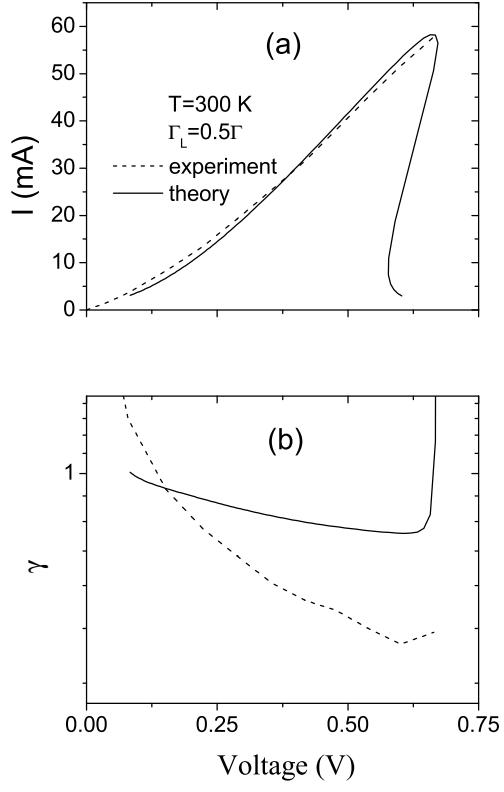 60
(a)
50
T=300 K
Γ_L=0.5Γ
40
experiment
30
theory
I (mA)
20
10
0
(b)
1
γ
0.00 0.25 0.50 0.75
Voltage (V)